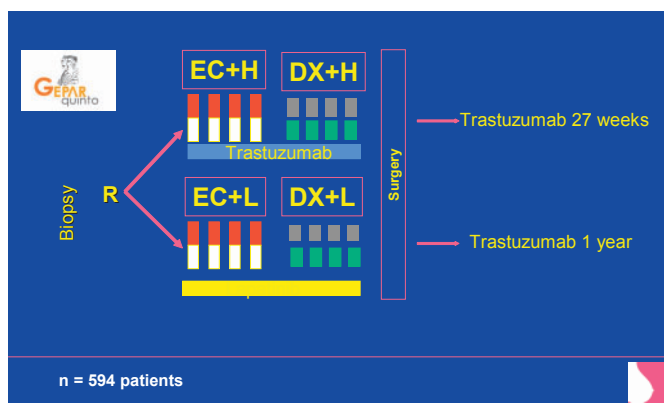 GEPAR
quinto
EC+H
DX+H
Trastuzumab
Trastuzumab 27 weeks
Biopsy
R
EC+L
DX+L
Surgery
Trastuzumab 1 year
n = 594 patients